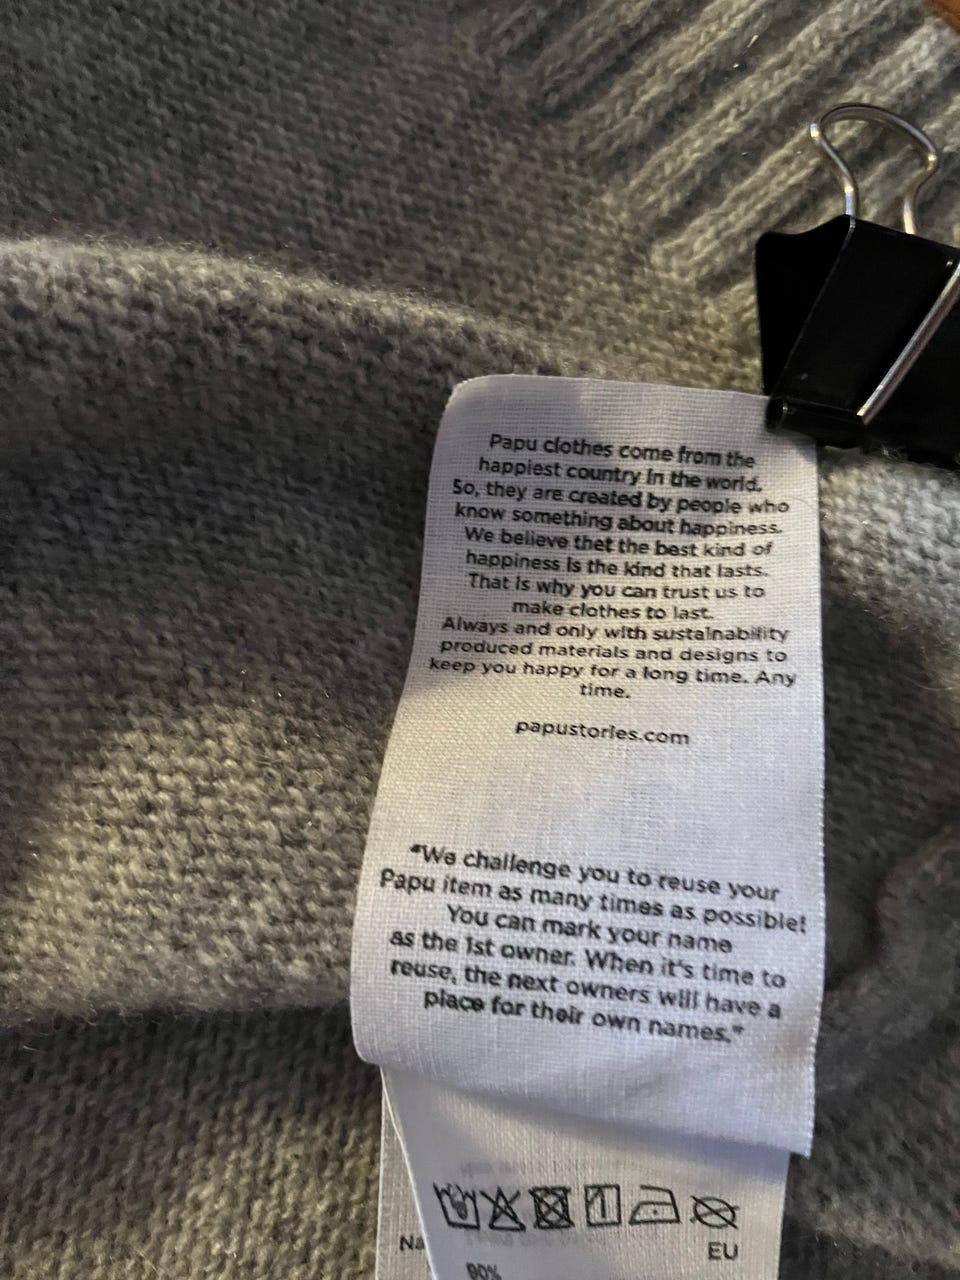 Papu clothes come from the
happiest country in the world.
So, they are created by people who
know something about happiness.
We believe thet the best kind of
happiness is the kind that lasts.
That is why you can trust us to
make clothes to last.
Always and only with sustainability
produced materials and designs to
keep you happy for a long time. Any
time.
papustories.com
"We challenge you to reuse your
Papu item as many times as possible!
You can mark your name
as the 1st owner. When it's time to
reuse, the next owners will have a
place for their own names."
EU
90%